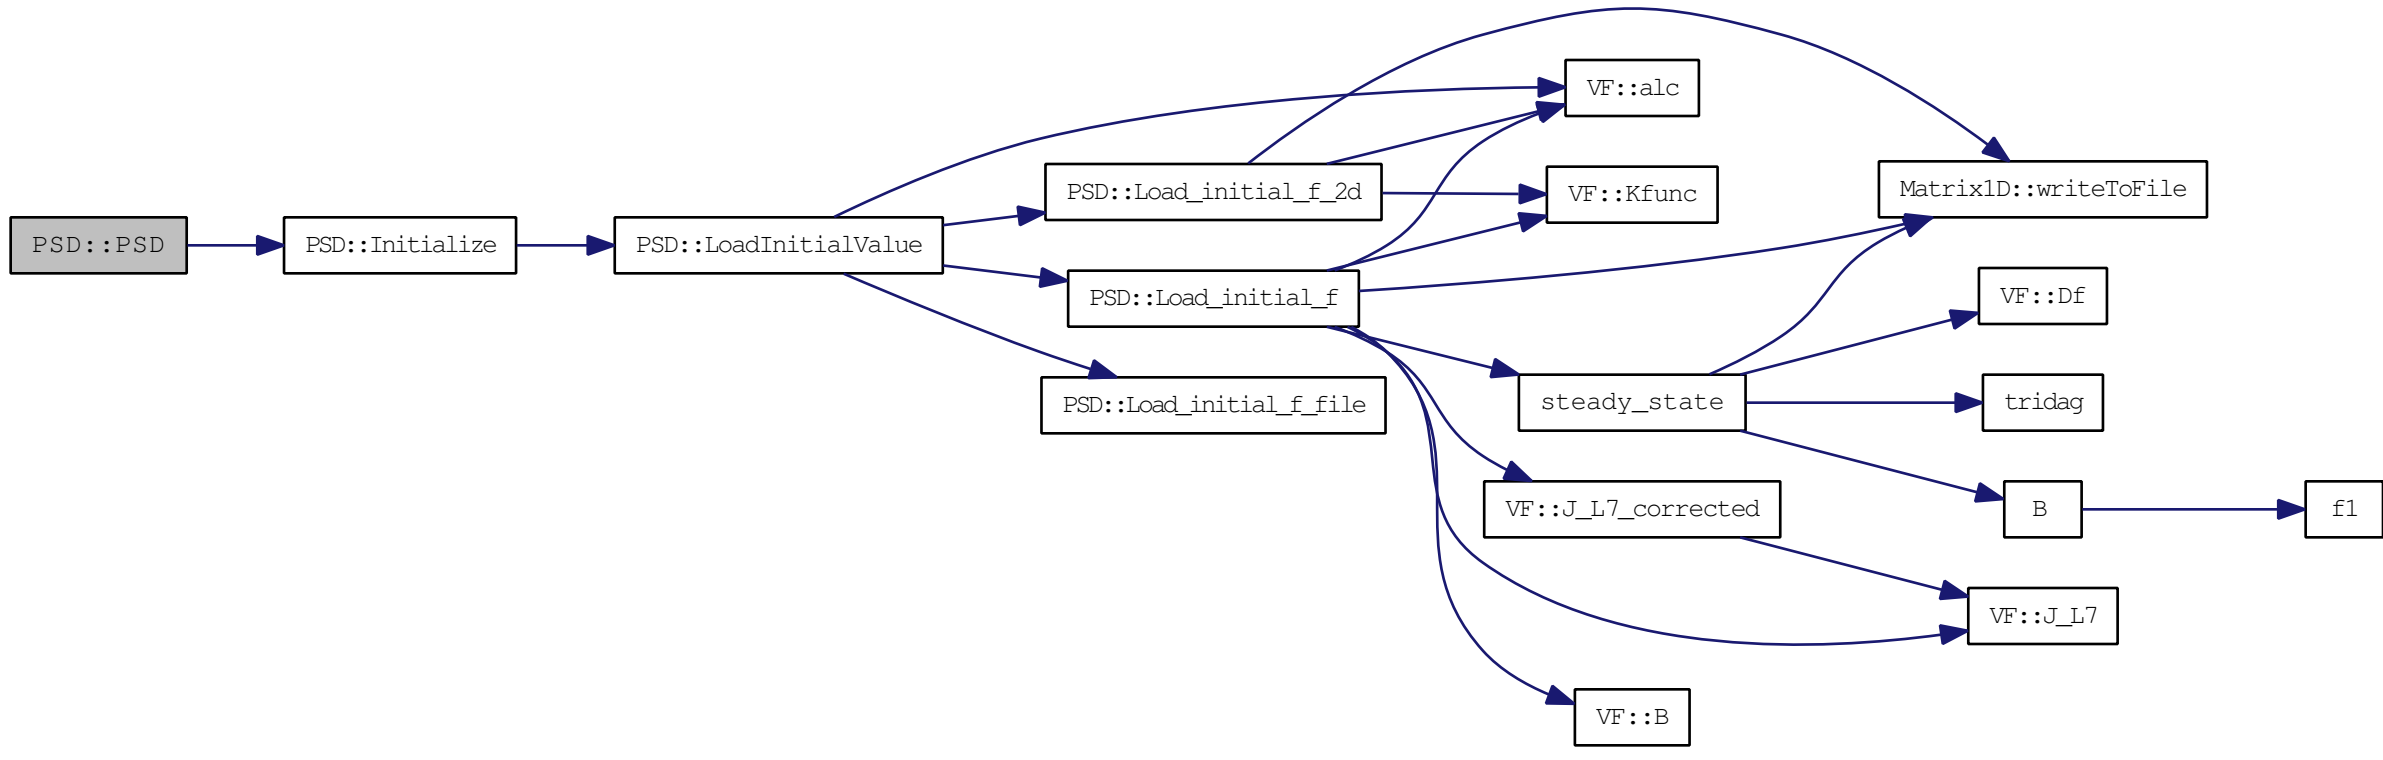 PSD::PSD
PSD::Initialize
PSD::LoadInitialValue
PSD::Load_initial_f_2d
PSD::Load_initial_f
PSD::Load_initial_f_file
VF::alc
VF::Kfunc
steady_state
VF::J_L7_corrected
VF::B
Matrix1D::writeToFile
VF::Df
tridag
B
VF::J_L7
f1